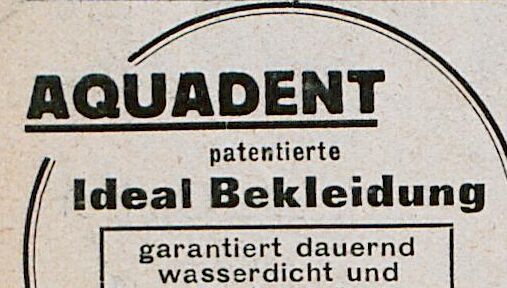 AQUADENT
patentierte
Ideal Bekleidung
garantiert dauernd
wasserdicht und